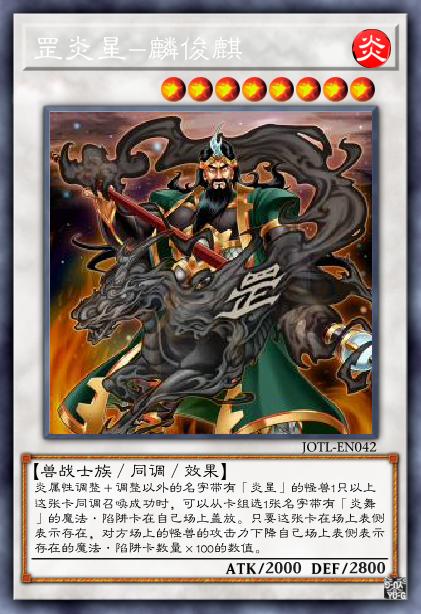 罡炎星-麟俊麒
炎
罡
JOTL-EN042
【兽战士族/同调/效果】
炎属性调整+调整以外的名字带有「炎星」的怪兽1只以上
这张卡同调召唤成功时,可以从卡组选1张名字带有「炎舞
」的魔法·陷阱卡在自己场上盖放。只要这张卡在场上表侧
表示存在,对方场上的怪兽的攻击力下降自己场上表侧表示
存在的魔法·陷阱卡数量×100的数值。
ATK/2000 DEF/2800